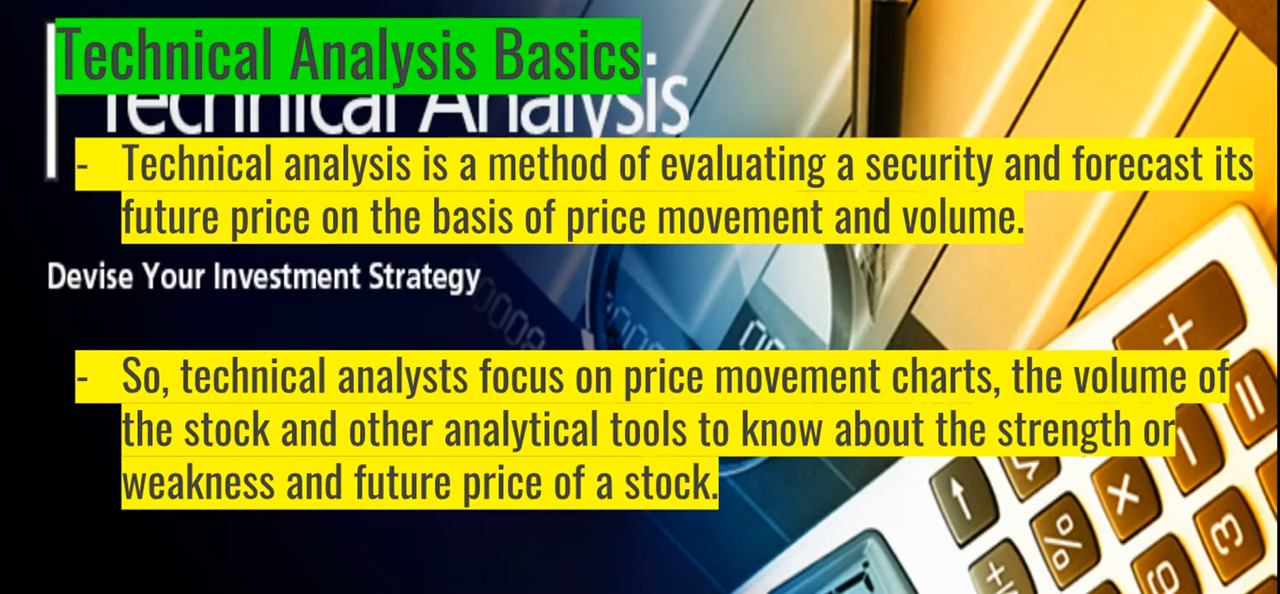 Technical Analysis Basics
Technical Analysis
- Technical analysis is a method of evaluating a security and forecast its
future price on the basis of price movement and volume.
Devise Your Investment Strategy
- So, technical analysts focus on price movement charts, the volume of
the stock and other analytical tools to know about the strength or
weakness and future price of a stock.